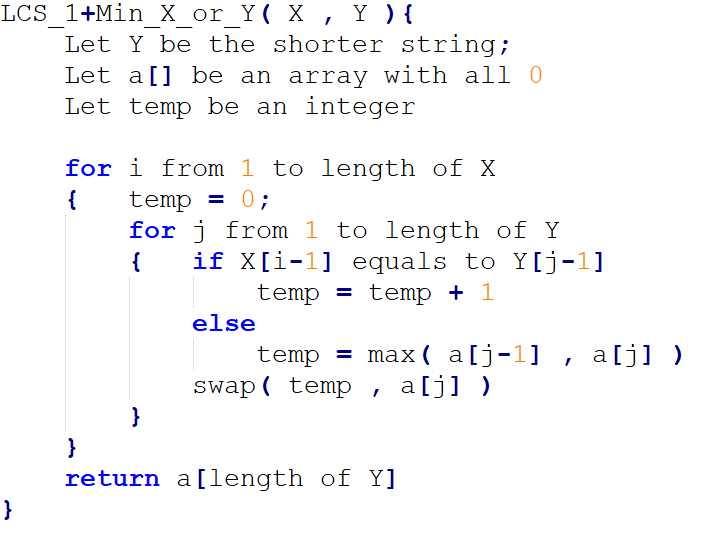 LCS_1+Min_X_or_Y( X , Y ){
    Let Y be the shorter string;
    Let a[] be an array with all 0
    Let temp be an integer

    for i from 1 to length of X
    {   temp = 0;
        for j from 1 to length of Y
        {   if X[i-1] equals to Y[j-1]
                temp = temp + 1
            else
                temp = max( a[j-1] , a[j] )
            swap( temp , a[j] )
        }
    }
    return a[length of Y]
}